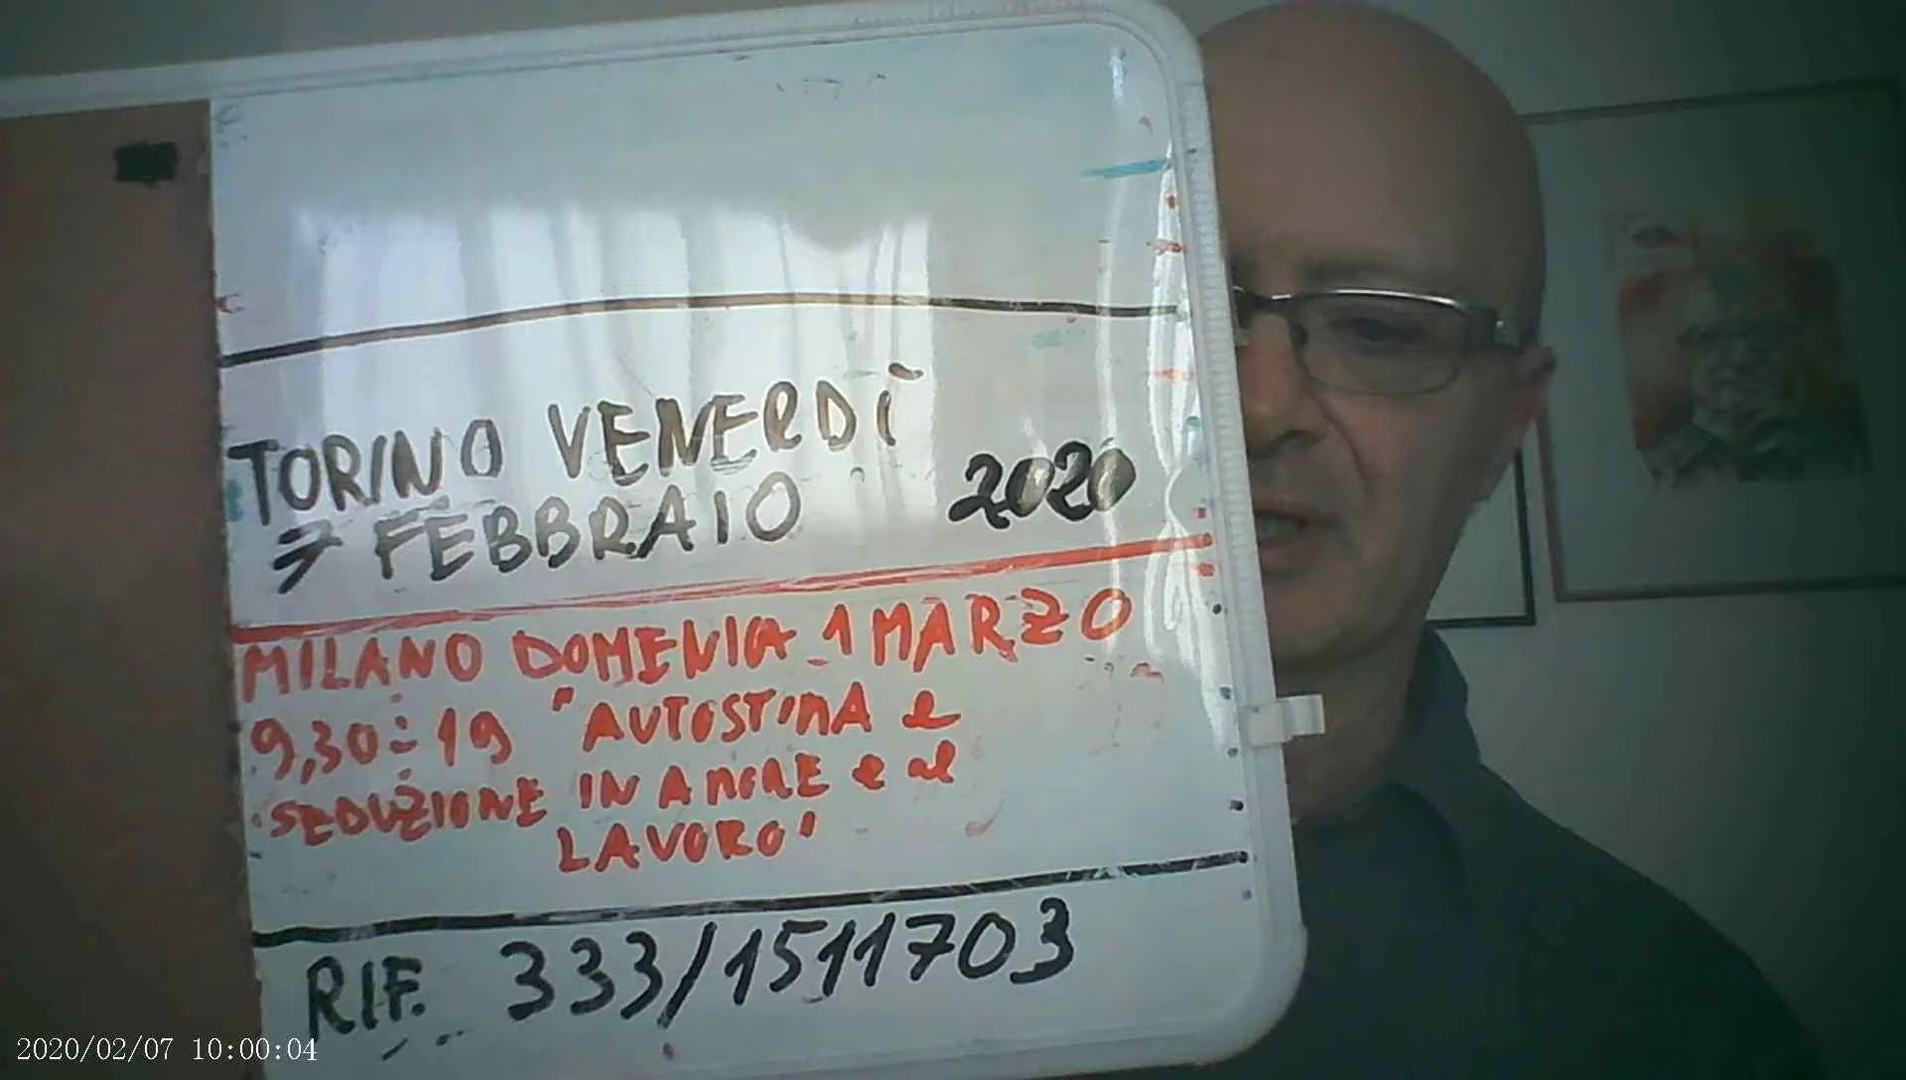 TORINO VENERDÌ
7 FEBBRAIO 2020
MILANO DOMENICA 1 MARZO
9,30÷19 "AUTOSTIMA e
SEDUZIONE IN AMORE e al
LAVORO"
RIF. 333/1511703
2020/02/07 10:00:04